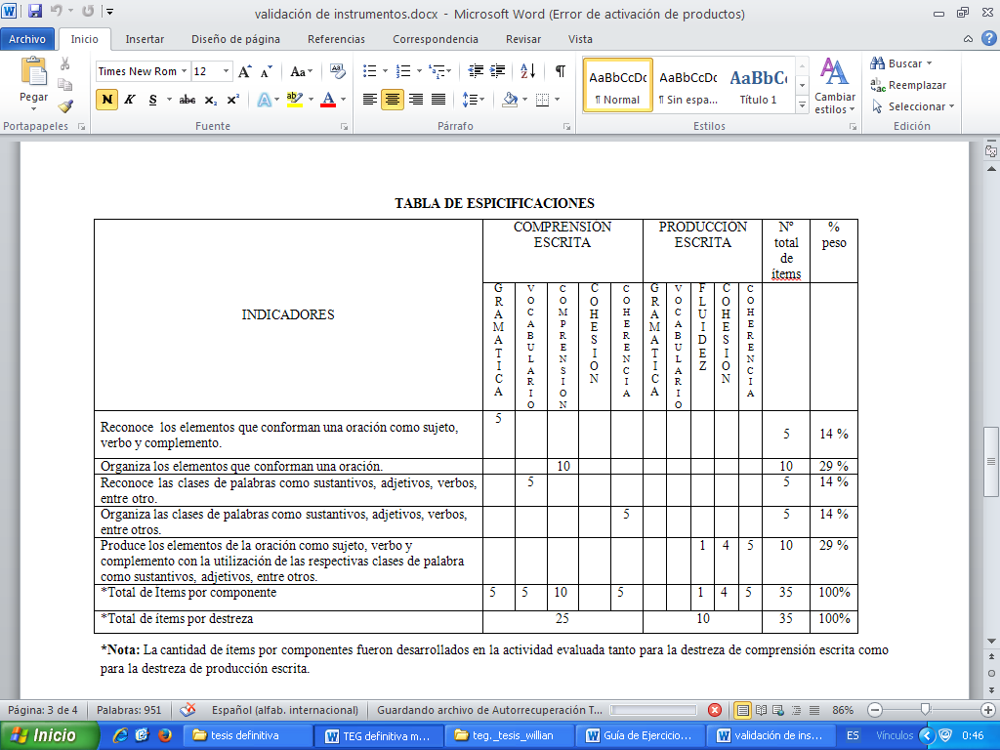 validación de instrumentos.docx - Microsoft Word (Error de activación de productos)
Archivo Inicio Insertar Diseño de página Referencias Correspondencia Revisar Vista
Pegar
Times New Rom 12 Aa
N K S abc x₂ x² A ab A
AaBbCcDc AaBbCcDc AaBbC
¶ Normal ¶ Sin espa... Título 1
Cambiar estilos
Buscar
Reemplazar
Seleccionar
Portapapeles Fuente Párrafo Estilos Edición
TABLA DE ESPICIFICACIONES
INDICADORES
COMPRENSION ESCRITA
PRODUCCION ESCRITA
Nº total de ítems
% peso
GRAMATICA VOCABULARIO COMPRENSION COHESION COHERENCIA GRAMATICA VOCABULARIO FLUIDEZ COHESION COHERENCIA
Reconoce los elementos que conforman una oración como sujeto,
verbo y complemento. 5 5 14 %
Organiza los elementos que conforman una oración. 10 10 29 %
Reconoce las clases de palabras como sustantivos, adjetivos, verbos,
entre otro. 5 5 14 %
Organiza las clases de palabras como sustantivos, adjetivos, verbos,
entre otros. 5 5 14 %
Produce los elementos de la oración como sujeto, verbo y
complemento con la utilización de las respectivas clases de palabra
como sustantivos, adjetivos, entre otros. 1 4 5 10 29 %
*Total de Items por componente 5 5 10 5 1 4 5 35 100%
*Total de ítems por destreza 25 10 35 100%
*Nota: La cantidad de ítems por componentes fueron desarrollados en la actividad evaluada tanto para la destreza de comprensión escrita como
para la destreza de producción escrita.
Página: 3 de 4 Palabras: 951 Español (alfab. internacional) Guardando archivo de Autorrecuperación T... 86%
Inicio tesis definitiva TEG definitiva m... teg._tesis_willian Guía de Ejercicio... validación de ins... ES Vínculos 0:46